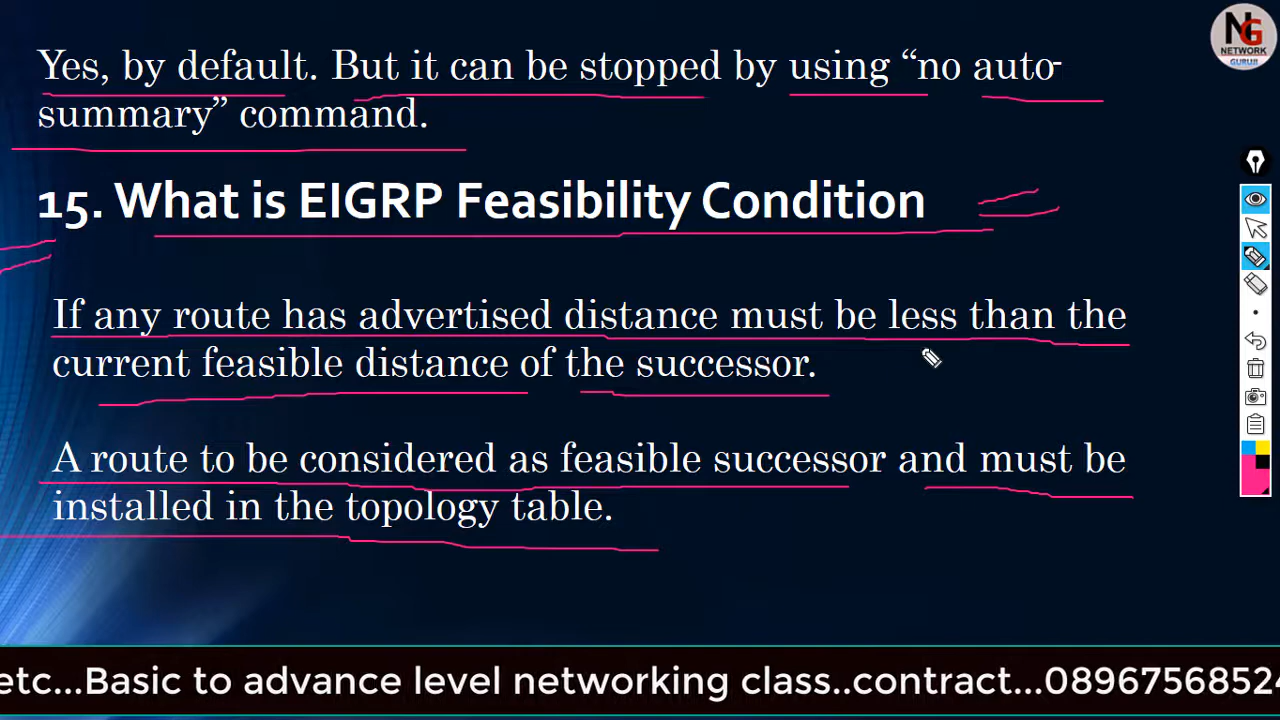 NG
NETWORK
GURUJI
Yes, by default. But it can be stopped by using “no auto-
summary” command.
15. What is EIGRP Feasibility Condition
If any route has advertised distance must be less than the
current feasible distance of the successor.
A route to be considered as feasible successor and must be
installed in the topology table.
etc...Basic to advance level networking class..contract...0896756852